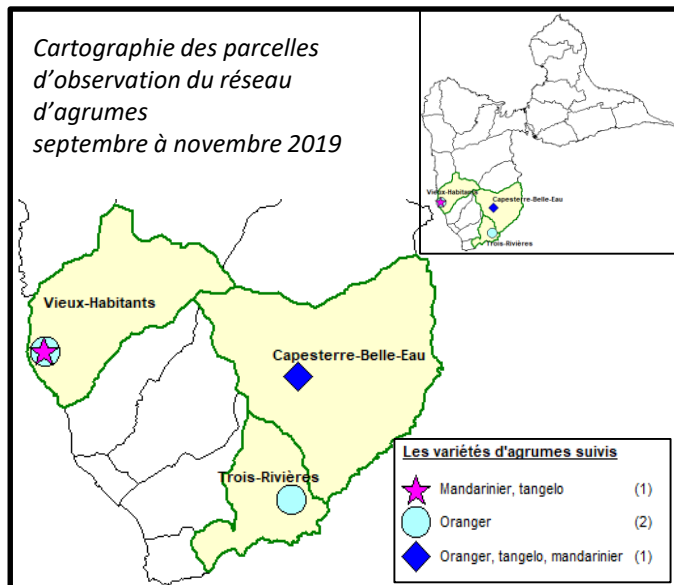 Cartographie des parcelles
d'observation du réseau
d'agrumes
septembre à novembre 2019
Vieux-Habitants
Capesterre-Belle-Eau
Trois-Rivières
Vieux-Habitants
Capesterre-Belle-Eau
Trois-Rivières
Les variétés d'agrumes suivis
Mandarinier, tangelo (1)
Oranger (2)
Oranger, tangelo, mandarinier (1)